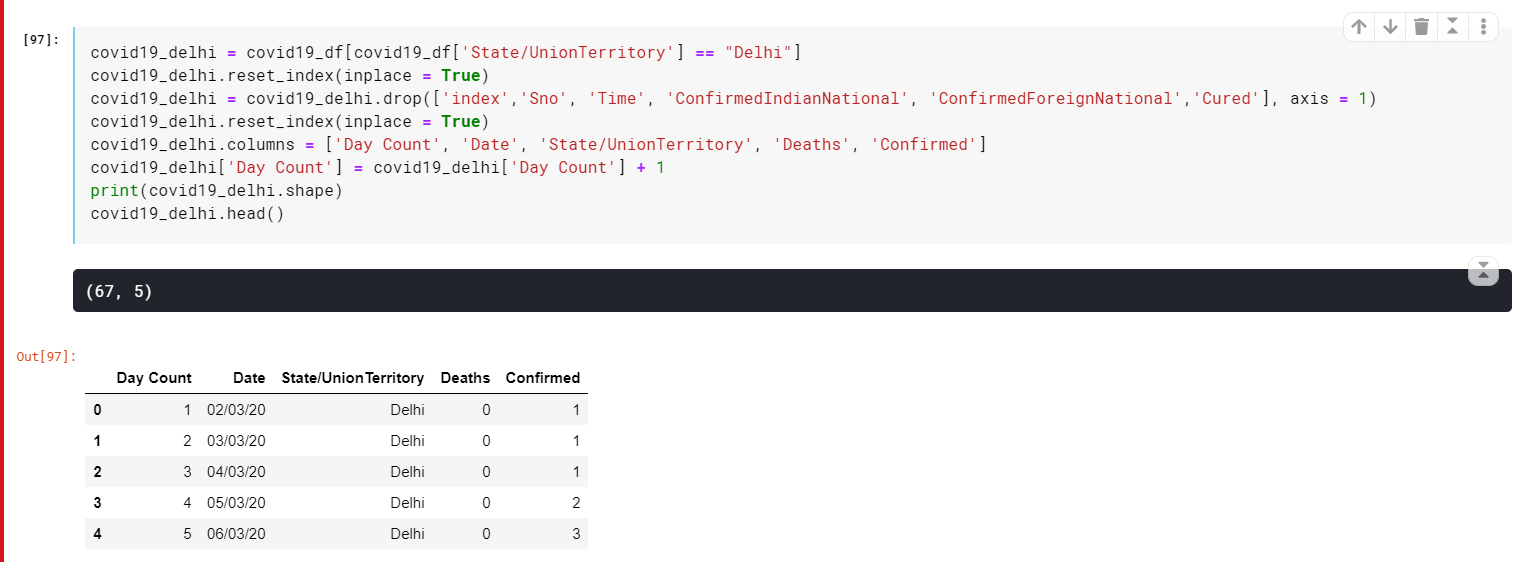 [97]:
covid19_delhi = covid19_df[covid19_df['State/UnionTerritory'] == "Delhi"]
covid19_delhi.reset_index(inplace = True)
covid19_delhi = covid19_delhi.drop(['index','Sno', 'Time', 'ConfirmedIndianNational', 'ConfirmedForeignNational','Cured'], axis = 1)
covid19_delhi.reset_index(inplace = True)
covid19_delhi.columns = ['Day Count', 'Date', 'State/UnionTerritory', 'Deaths', 'Confirmed']
covid19_delhi['Day Count'] = covid19_delhi['Day Count'] + 1
print(covid19_delhi.shape)
covid19_delhi.head()
(67, 5)
Out[97]:
Day Count Date State/UnionTerritory Deaths Confirmed
0 1 02/03/20 Delhi 0 1
1 2 03/03/20 Delhi 0 1
2 3 04/03/20 Delhi 0 1
3 4 05/03/20 Delhi 0 2
4 5 06/03/20 Delhi 0 3